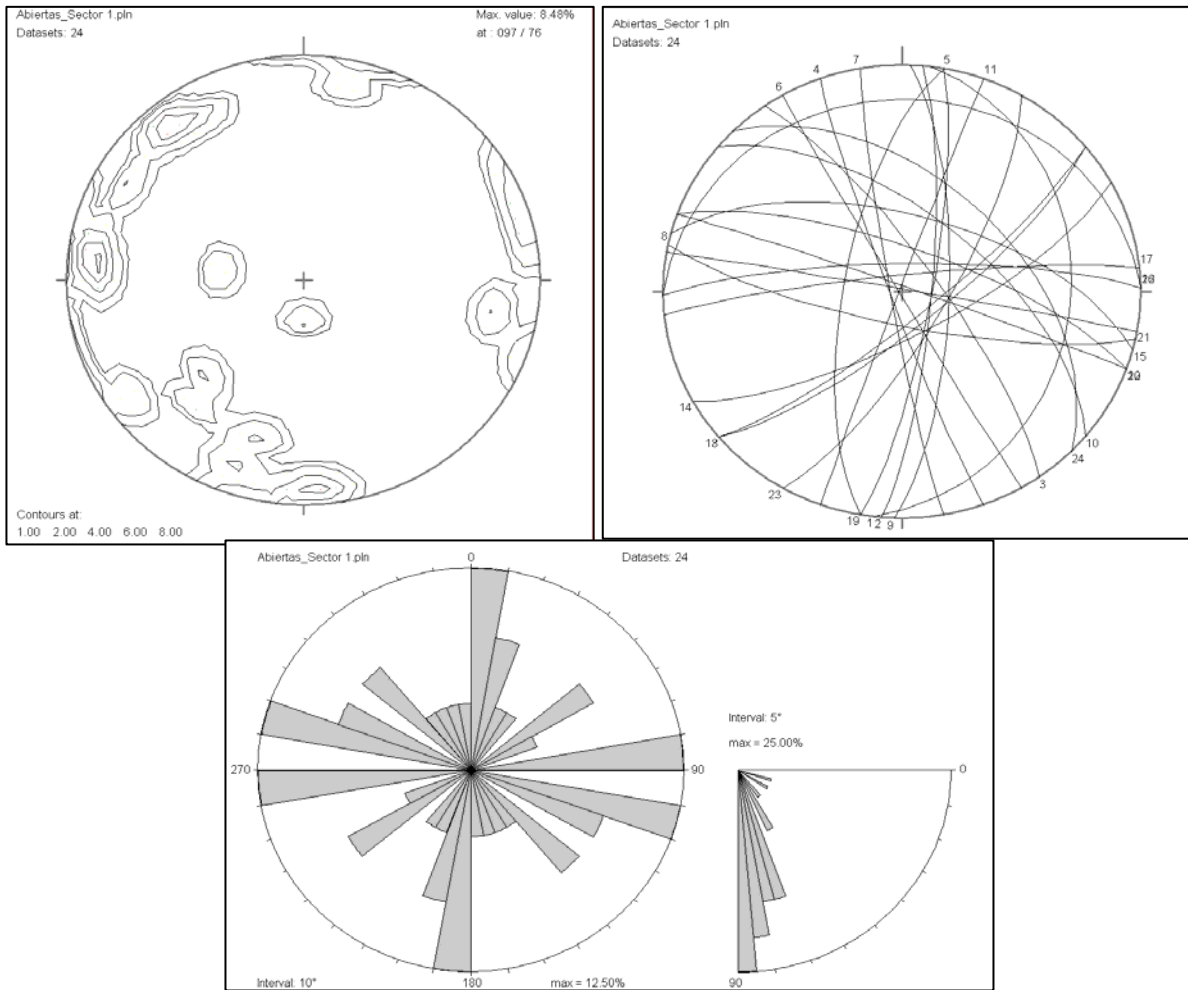 Abiertas_Sector 1.pln
Datasets: 24
Max. value: 8.48%
at : 097 / 76
Contours at:
1.00 2.00 4.00 6.00 8.00
Abiertas_Sector 1.pln
Datasets: 24
5
7
11
4
6
8
17
21
15
14
18
10
24
3
23
19
1
2
9
Abiertas_Sector 1.pln
0
Datasets: 24
Interval: 5°
max = 25.00%
270
90
0
Interval: 10°
180
max = 12.50%
90